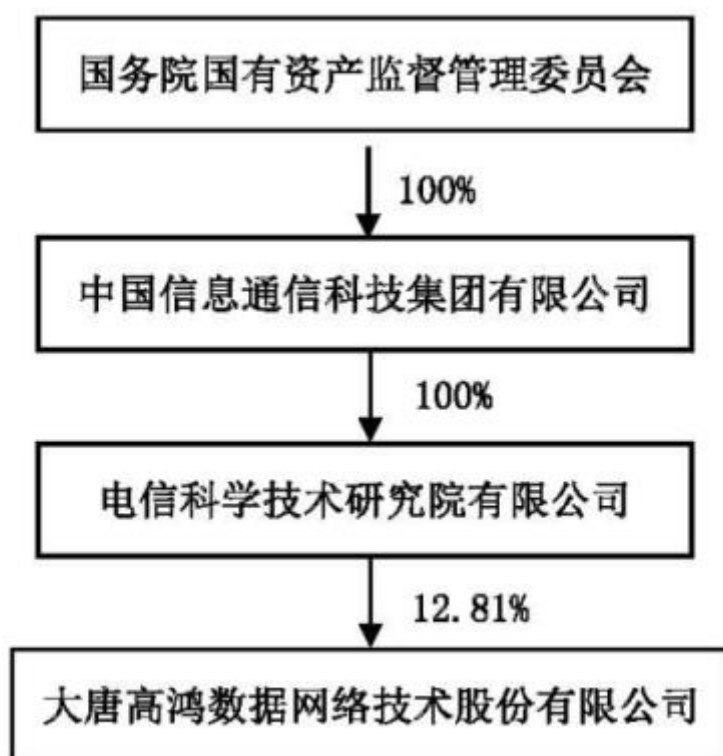 国务院国有资产监督管理委员会
100%
中国信息通信科技集团有限公司
100%
电信科学技术研究院有限公司
12.81%
大唐高鸿数据网络技术股份有限公司